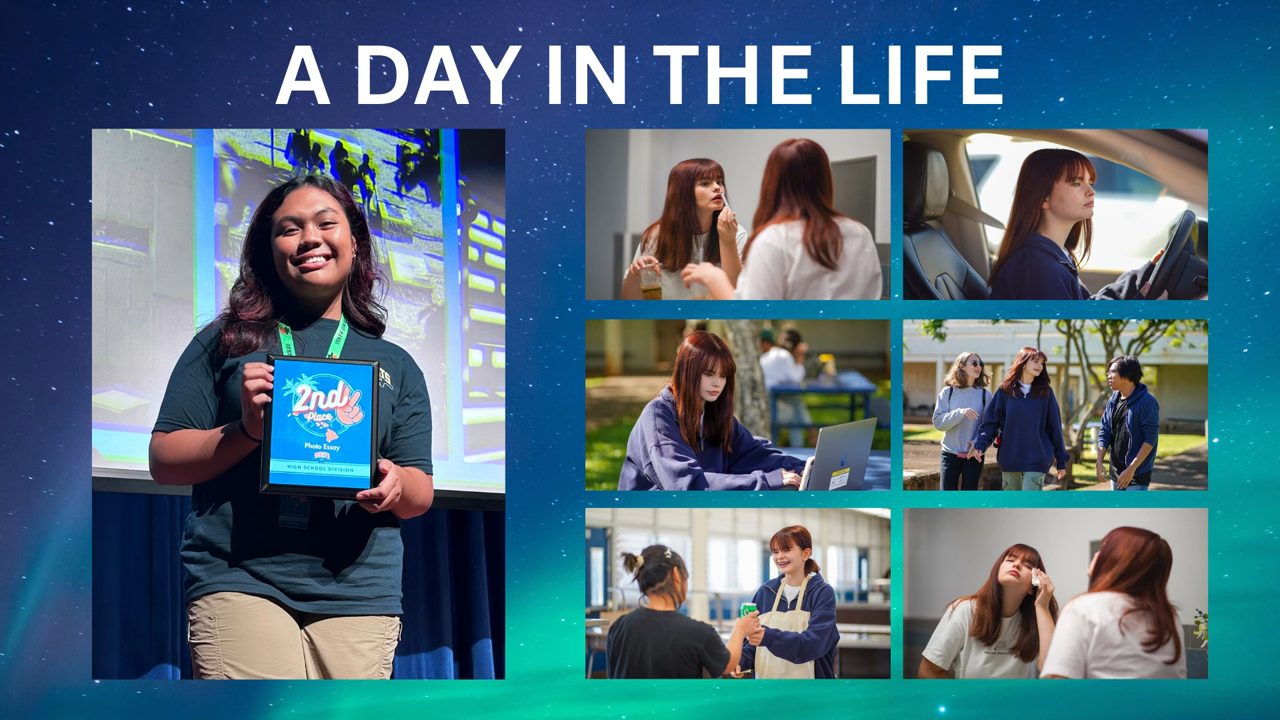 A DAY IN THE LIFE
2nd
place
Photo Essay
HIGH SCHOOL DIVISION